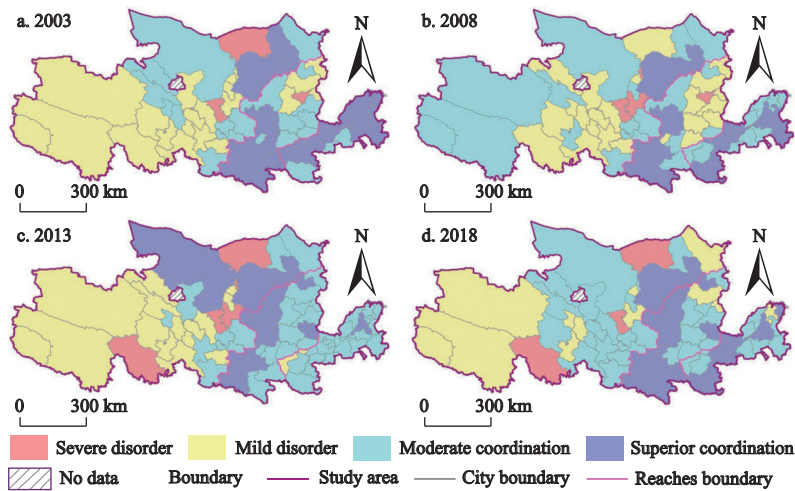 a. 2003
N
b. 2008
N
0 300 km
0 300 km
c. 2013
N
d. 2018
N
0 300 km
0 300 km
Severe disorder Mild disorder Moderate coordination Superior coordination
No data Boundary Study area City boundary Reaches boundary